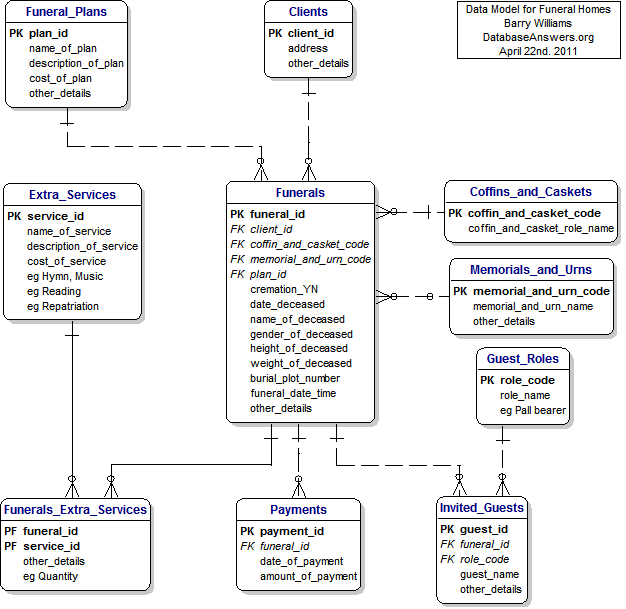 Funeral_Plans
PK plan_id
name_of_plan
description_of_plan
cost_of_plan
other_details
Clients
PK client_id
address
other_details
Data Model for Funeral Homes
Barry Williams
DatabaseAnswers.org
April 22nd. 2011
Extra_Services
PK service_id
name_of_service
description_of_service
cost_of_service
eg Hymn, Music
eg Reading
eg Repatriation
Funerals
PK funeral_id
FK client_id
FK coffin_and_casket_code
FK memorial_and_urn_code
FK plan_id
cremation_YN
date_deceased
name_of_deceased
gender_of_deceased
height_of_deceased
weight_of_deceased
burial_plot_number
funeral_date_time
other_details
Coffins_and_Caskets
PK coffin_and_casket_code
coffin_and_casket_role_name
Memorials_and_Urns
PK memorial_and_urn_code
memorial_and_urn_name
other_details
Guest_Roles
PK role_code
role_name
eg Pall bearer
Funerals_Extra_Services
PF funeral_id
PF service_id
other_details
eg Quantity
Payments
PK payment_id
FK funeral_id
date_of_payment
amount_of_payment
Invited_Guests
PK guest_id
FK funeral_id
FK role_code
guest_name
other_details